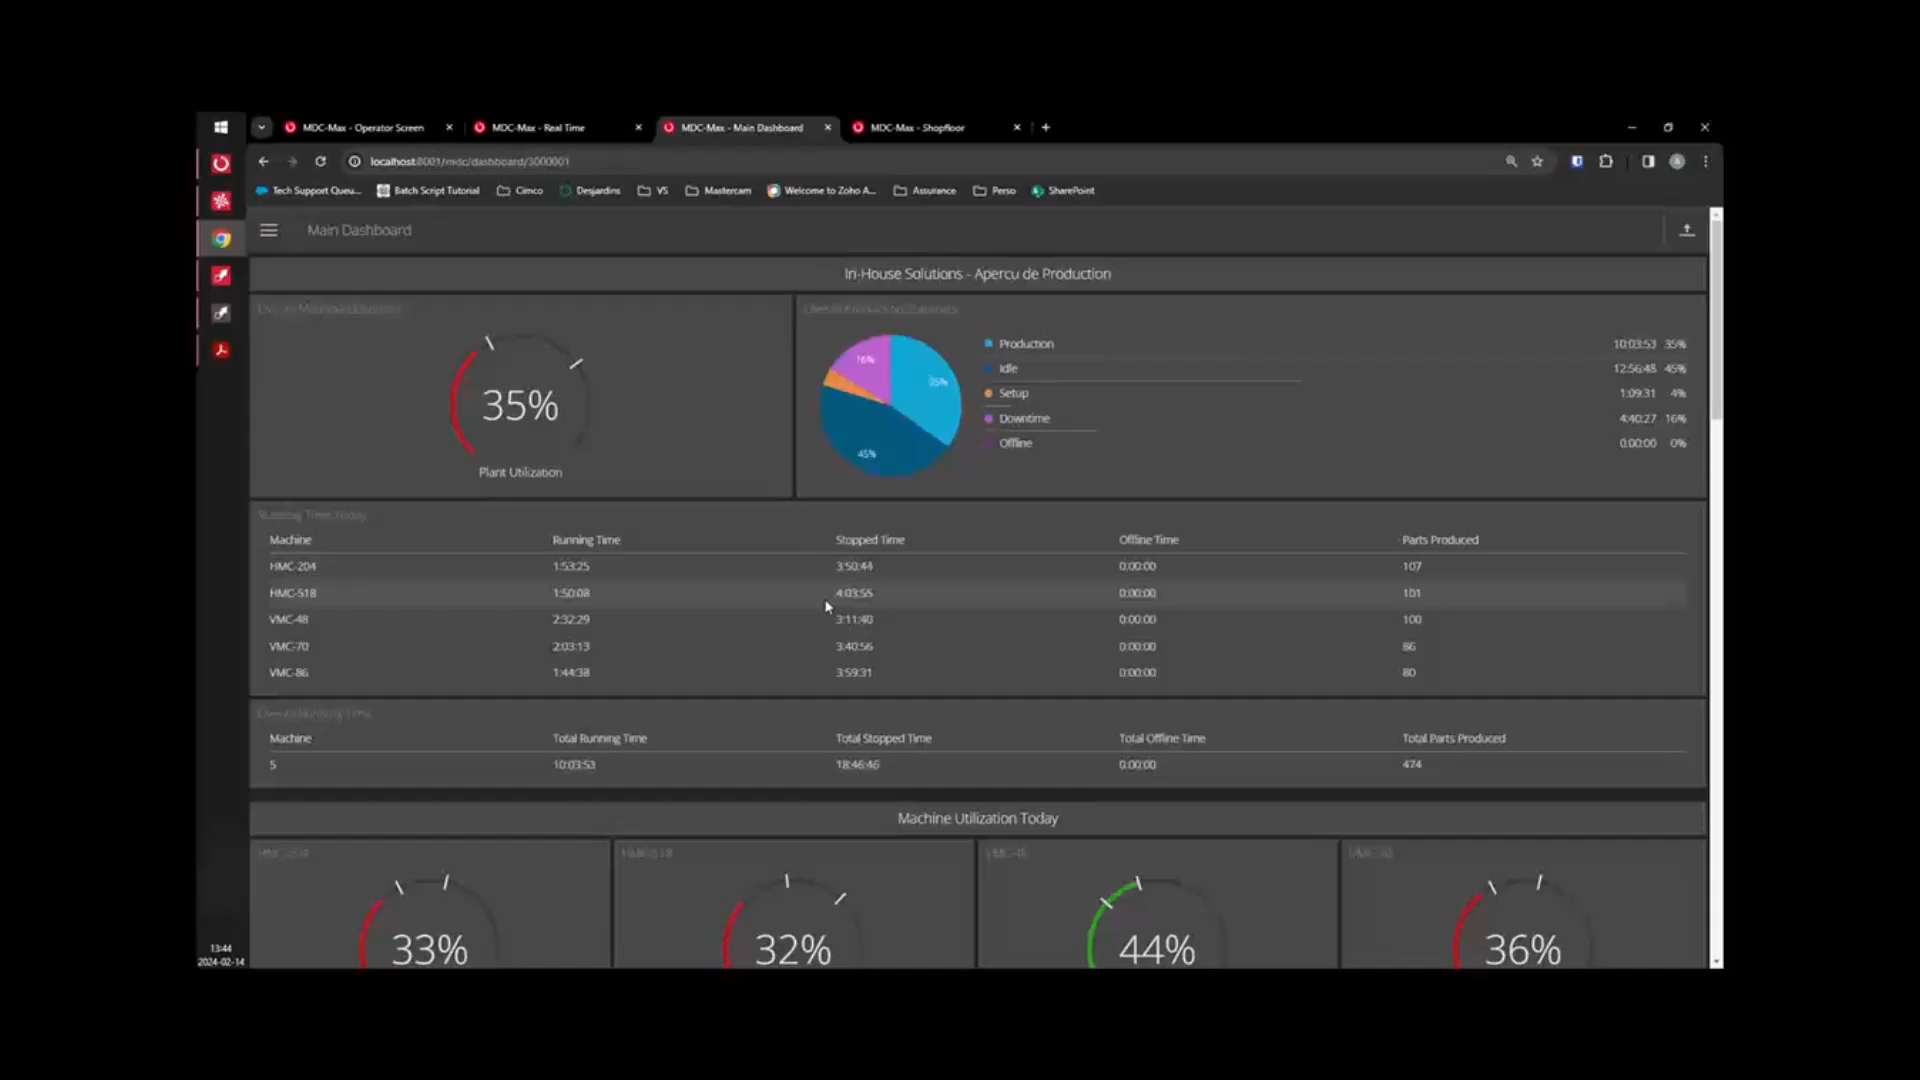 MDC-Max - Operator Screen MDC-Max - Real Time MDC-Max - Main Dashboard MDC-Max - Shopfloor
localhost:8001/mdc/dashboard/3000001
Tech Support Queu... Batch Script Tutorial Cimco Desjardins VS Mastercam Welcome to Zoho A... Assurance Perso SharePoint
Main Dashboard
In-House Solutions - Apercu de Production
35%
Plant Utilization
16%
35%
45%
Production 10:03:53 35%
Idle 12:56:48 45%
Setup 1:09:31 4%
Downtime 4:40:27 16%
Offline 0:00:00 0%
Running Time Today
Machine Running Time Stopped Time Offline Time Parts Produced
HMC-204 1:53:25 3:50:44 0:00:00 107
HMC-518 1:50:08 4:03:55 0:00:00 101
VMC-48 2:32:29 3:11:40 0:00:00 100
VMC-70 2:03:13 3:40:56 0:00:00 86
VMC-86 1:44:38 3:59:31 0:00:00 80
Machine Total Running Time Total Stopped Time Total Offline Time Total Parts Produced
5 10:03:53 18:46:46 0:00:00 474
Machine Utilization Today
33% 32% 44% 36%
13:44
2024-02-14